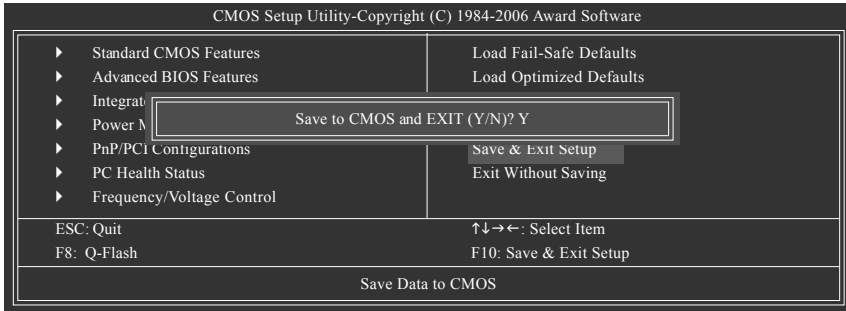 CMOS Setup Utility-Copyright (C) 1984-2006 Award Software
Standard CMOS Features
Advanced BIOS Features
Power
PnP/PCI Configurations
PC Health Status
Frequency/Voltage Control
Load Fail-Safe Defaults
Load Optimized Defaults
Save to CMOS and EXIT (Y/N)? Y
Save & Exit Setup
Exit Without Saving
ESC: Quit
↑↓→←: Select Item
F8: Q-Flash
F10: Save & Exit Setup
Save Data to CMOS